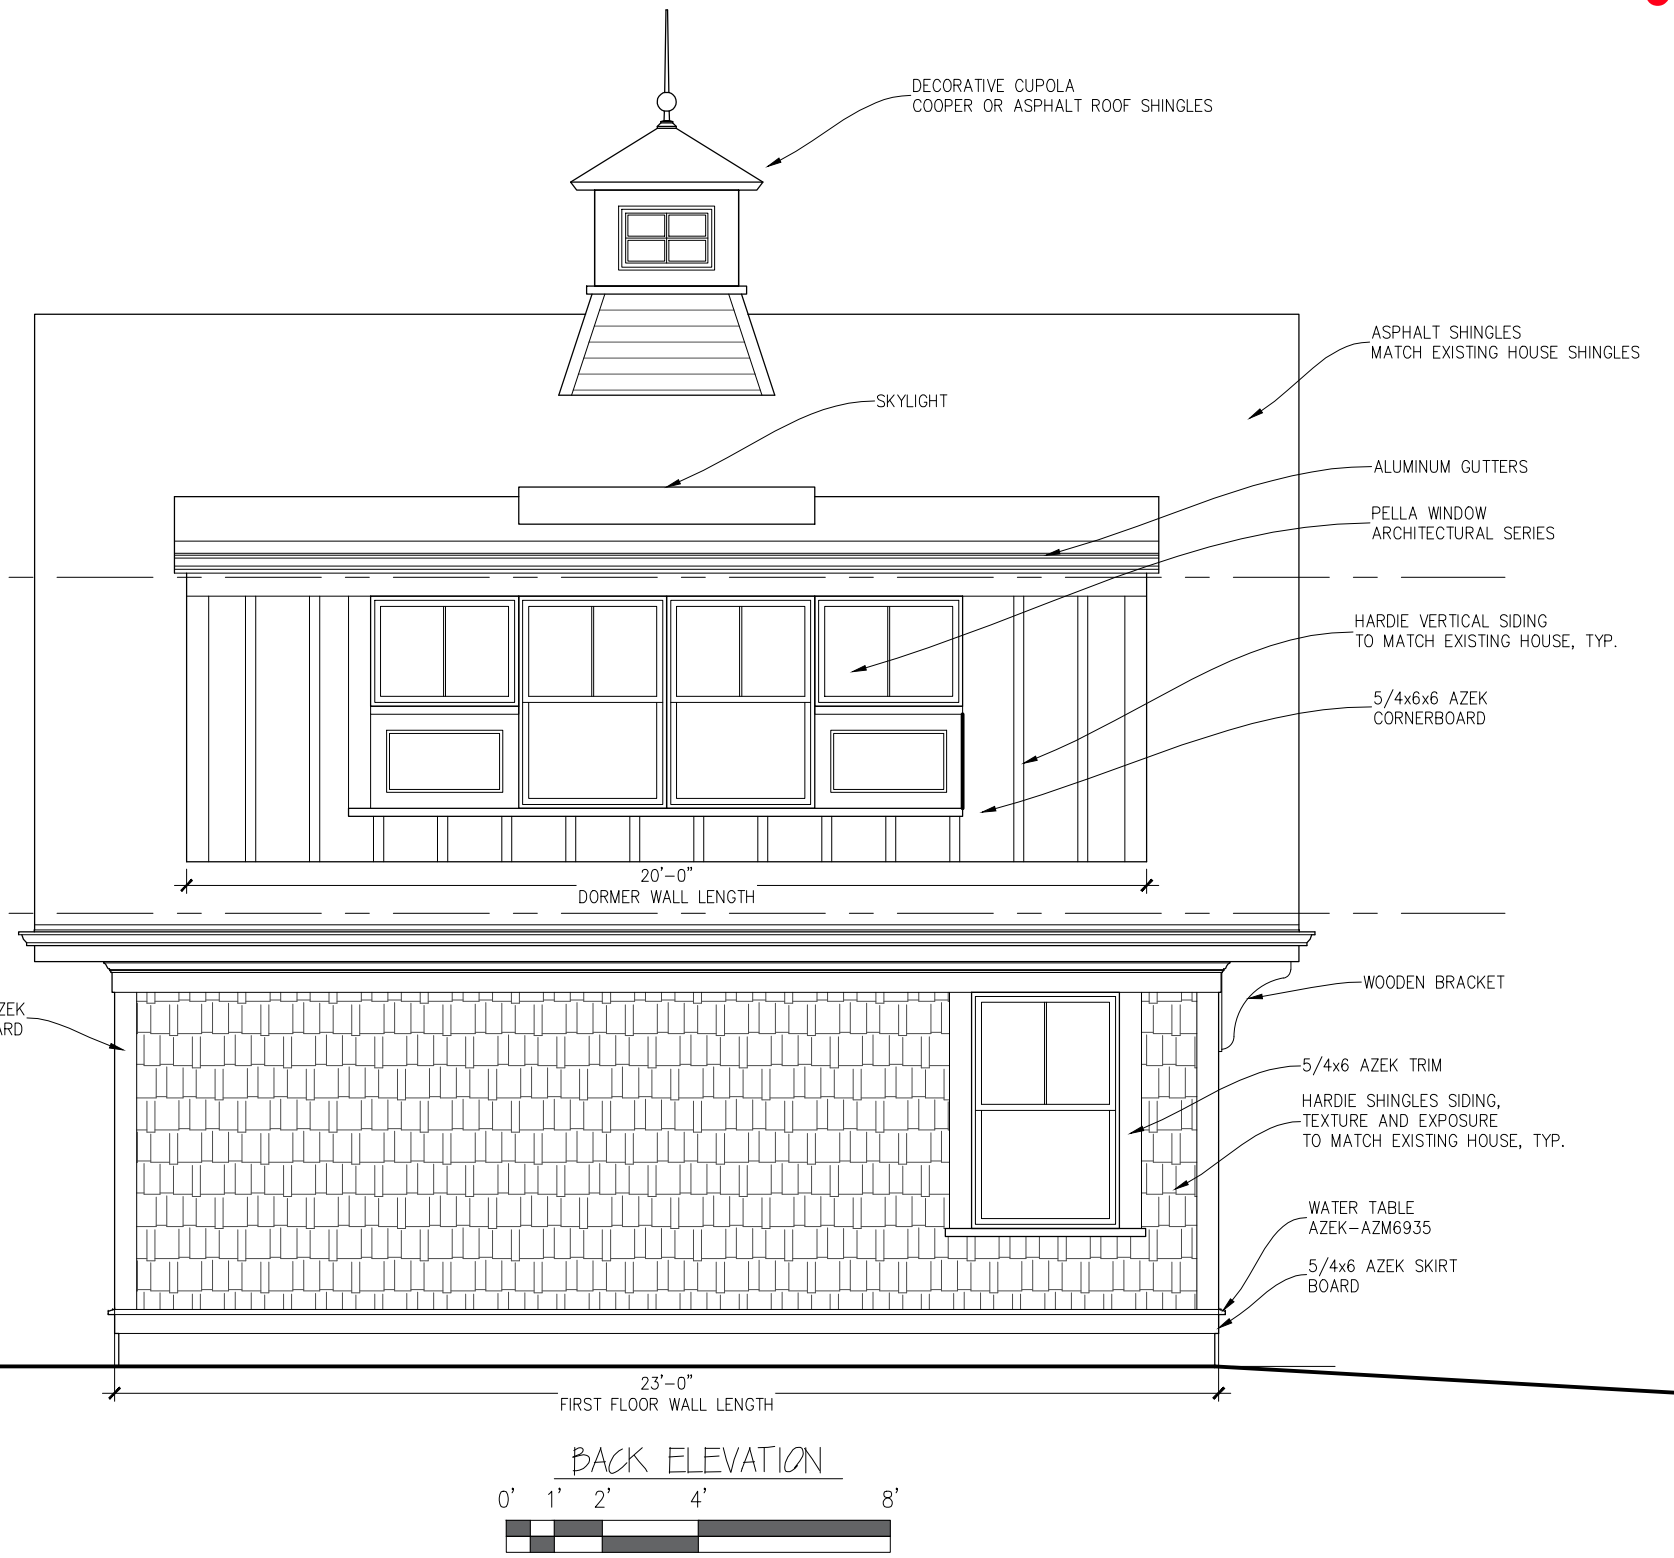 DECORATIVE CUPOLA
COOPER OR ASPHALT ROOF SHINGLES
ASPHALT SHINGLES
MATCH EXISTING HOUSE SHINGLES
SKYLIGHT
ALUMINUM GUTTERS
PELLA WINDOW
ARCHITECTURAL SERIES
HARDIE VERTICAL SIDING
TO MATCH EXISTING HOUSE, TYP.
5/4x6x6 AZEK
CORNERBOARD
20'-0"
DORMER WALL LENGTH
WOODEN BRACKET
ZEK
ARD
5/4x6 AZEK TRIM
HARDIE SHINGLES SIDING,
TEXTURE AND EXPOSURE
TO MATCH EXISTING HOUSE, TYP.
WATER TABLE
AZEK-AZM6935
5/4x6 AZEK SKIRT
BOARD
23'-0"
FIRST FLOOR WALL LENGTH
BACK ELEVATION
0' 1' 2' 4' 8'